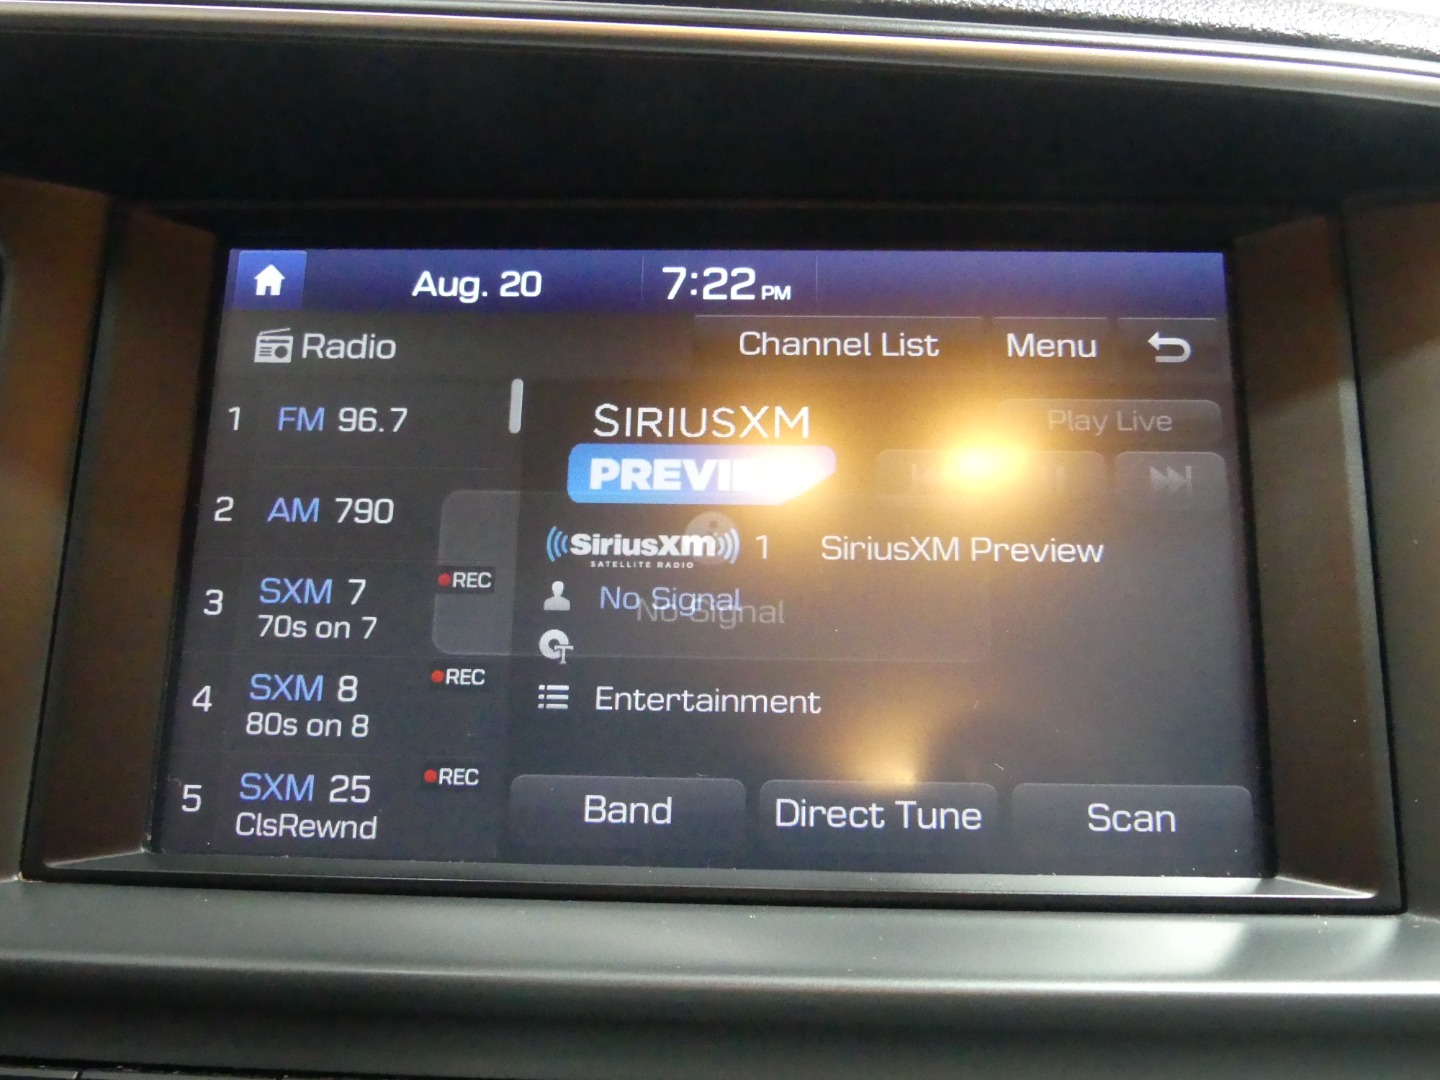 Aug. 20
7:22 PM
Radio
Channel List
Menu
1 FM 96.7
SIRIUSXM
Play Live
PREVIEW
2 AM 790
SiriusXM 1 SiriusXM Preview
SATELLITE RADIO
3 SXM 7 REC
70s on 7
No Signal
No Signal
4 SXM 8 REC
80s on 8
Entertainment
5 SXM 25 REC
ClsRewnd
Band
Direct Tune
Scan